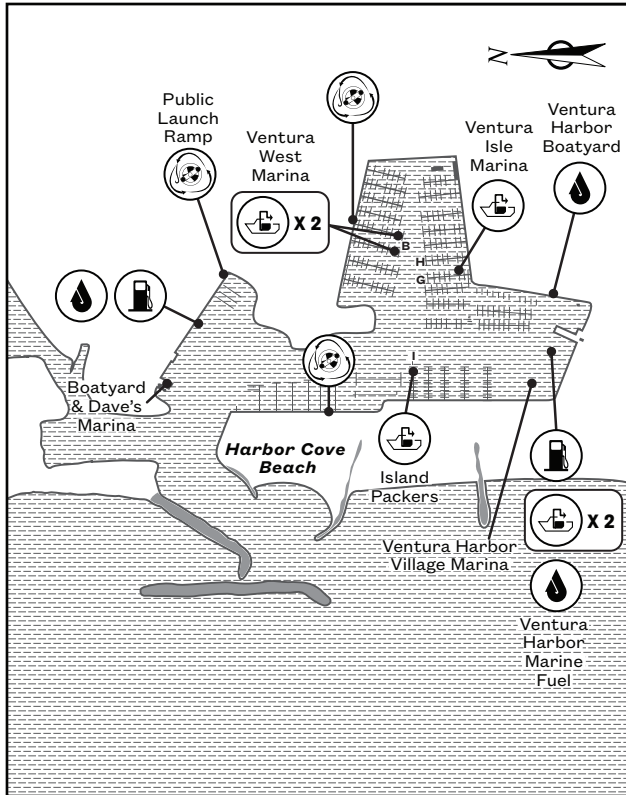 N
Public
Launch
Ramp
Ventura
West
Marina
X 2
Ventura
Isle
Marina
Ventura
Harbor
Boatyard
B
H
G
I
Boatyard
& Dave's
Marina
Harbor Cove
Beach
Island
Packers
X 2
Ventura Harbor
Village Marina
Ventura
Harbor
Marine
Fuel